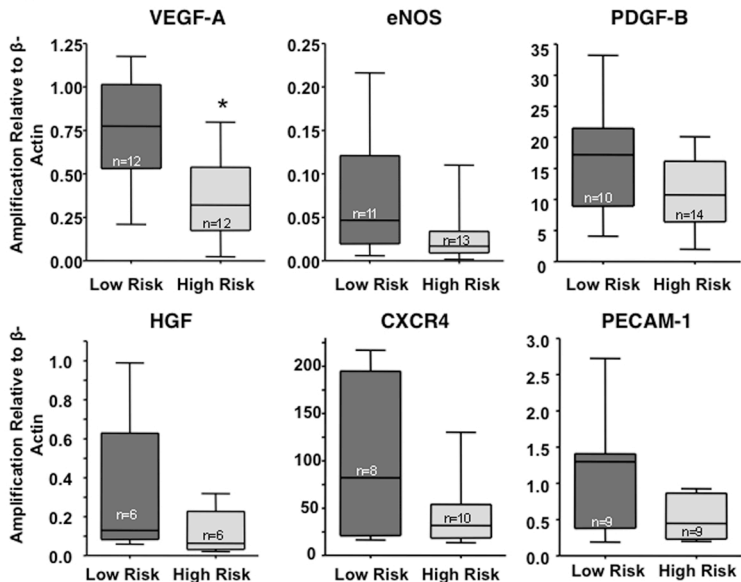 VEGF-A
eNOS
PDGF-B
Amplification Relative to β-
Actin
1.25
1.00
0.75
0.50
0.25
0.00
*
n=12
n=12
Low Risk High Risk
0.25
0.20
0.15
0.10
0.05
0.00
n=11
n=13
Low Risk High Risk
35
30
25
20
15
10
5
0
n=10
n=14
Low Risk High Risk
HGF
CXCR4
PECAM-1
Amplification Relative to β-
Actin
1.0
0.8
0.6
0.4
0.2
0.0
n=6
n=6
Low Risk High Risk
200
150
100
50
0
n=8
n=10
Low Risk High Risk
3.0
2.5
2.0
1.5
1.0
0.5
0.0
n=9
n=9
Low Risk High Risk